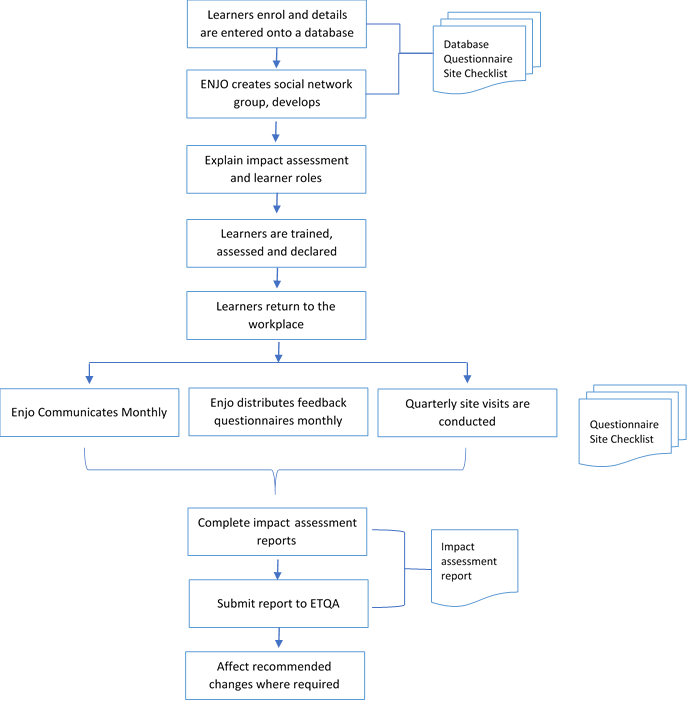 Learners enrol and details
are entered onto a database
Database
Questionnaire
Site Checklist
ENJO creates social network
group, develops
Explain impact assessment
and learner roles
Learners are trained,
assessed and declared
Learners return to the
workplace
Enjo Communicates Monthly
Enjo distributes feedback
questionnaires monthly
Quarterly site visits are
conducted
Questionnaire
Site Checklist
Complete impact assessment
reports
Impact
assessment
report
Submit report to ETQA
Affect recommended
changes where required